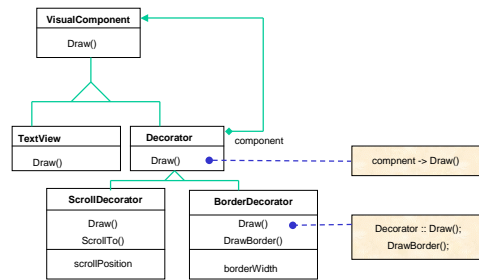 VisualComponent
Draw()
TextView
Draw()
Decorator
Draw()
component
compnent -> Draw()
ScrollDecorator
Draw()
ScrollTo()
scrollPosition
BorderDecorator
Draw()
DrawBorder()
borderWidth
Decorator :: Draw();
DrawBorder();